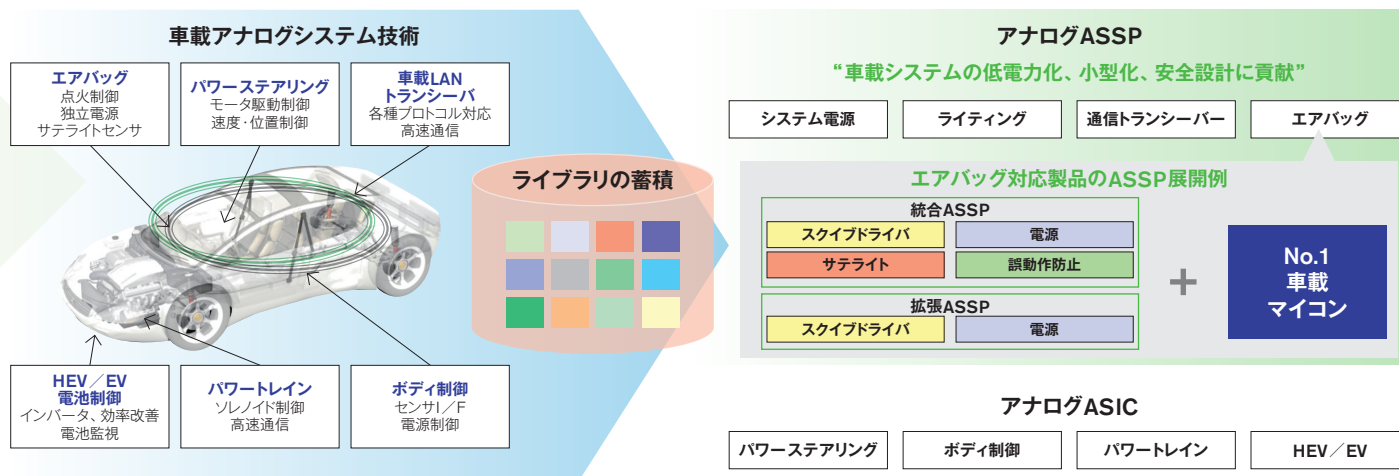 車載アナログシステム技術
エアバッグ
点火制御
独立電源
サテライトセンサ
パワーステアリング
モータ駆動制御
速度・位置制御
車載LAN
トランシーバ
各種プロトコル対応
高速通信
HEV／EV
電池制御
インバータ、効率改善
電池監視
パワートレイン
ソレノイド制御
高速通信
ボディ制御
センサI／F
電源制御
ライブラリの蓄積
アナログASSP
“車載システムの低電力化、小型化、安全設計に貢献”
システム電源
ライティング
通信トランシーバー
エアバッグ
エアバッグ対応製品のASSP展開例
統合ASSP
スクイブドライバ
電源
サテライト
誤動作防止
拡張ASSP
スクイブドライバ
電源
+
No.1
車載
マイコン
アナログASIC
パワーステアリング
ボディ制御
パワートレイン
HEV／EV